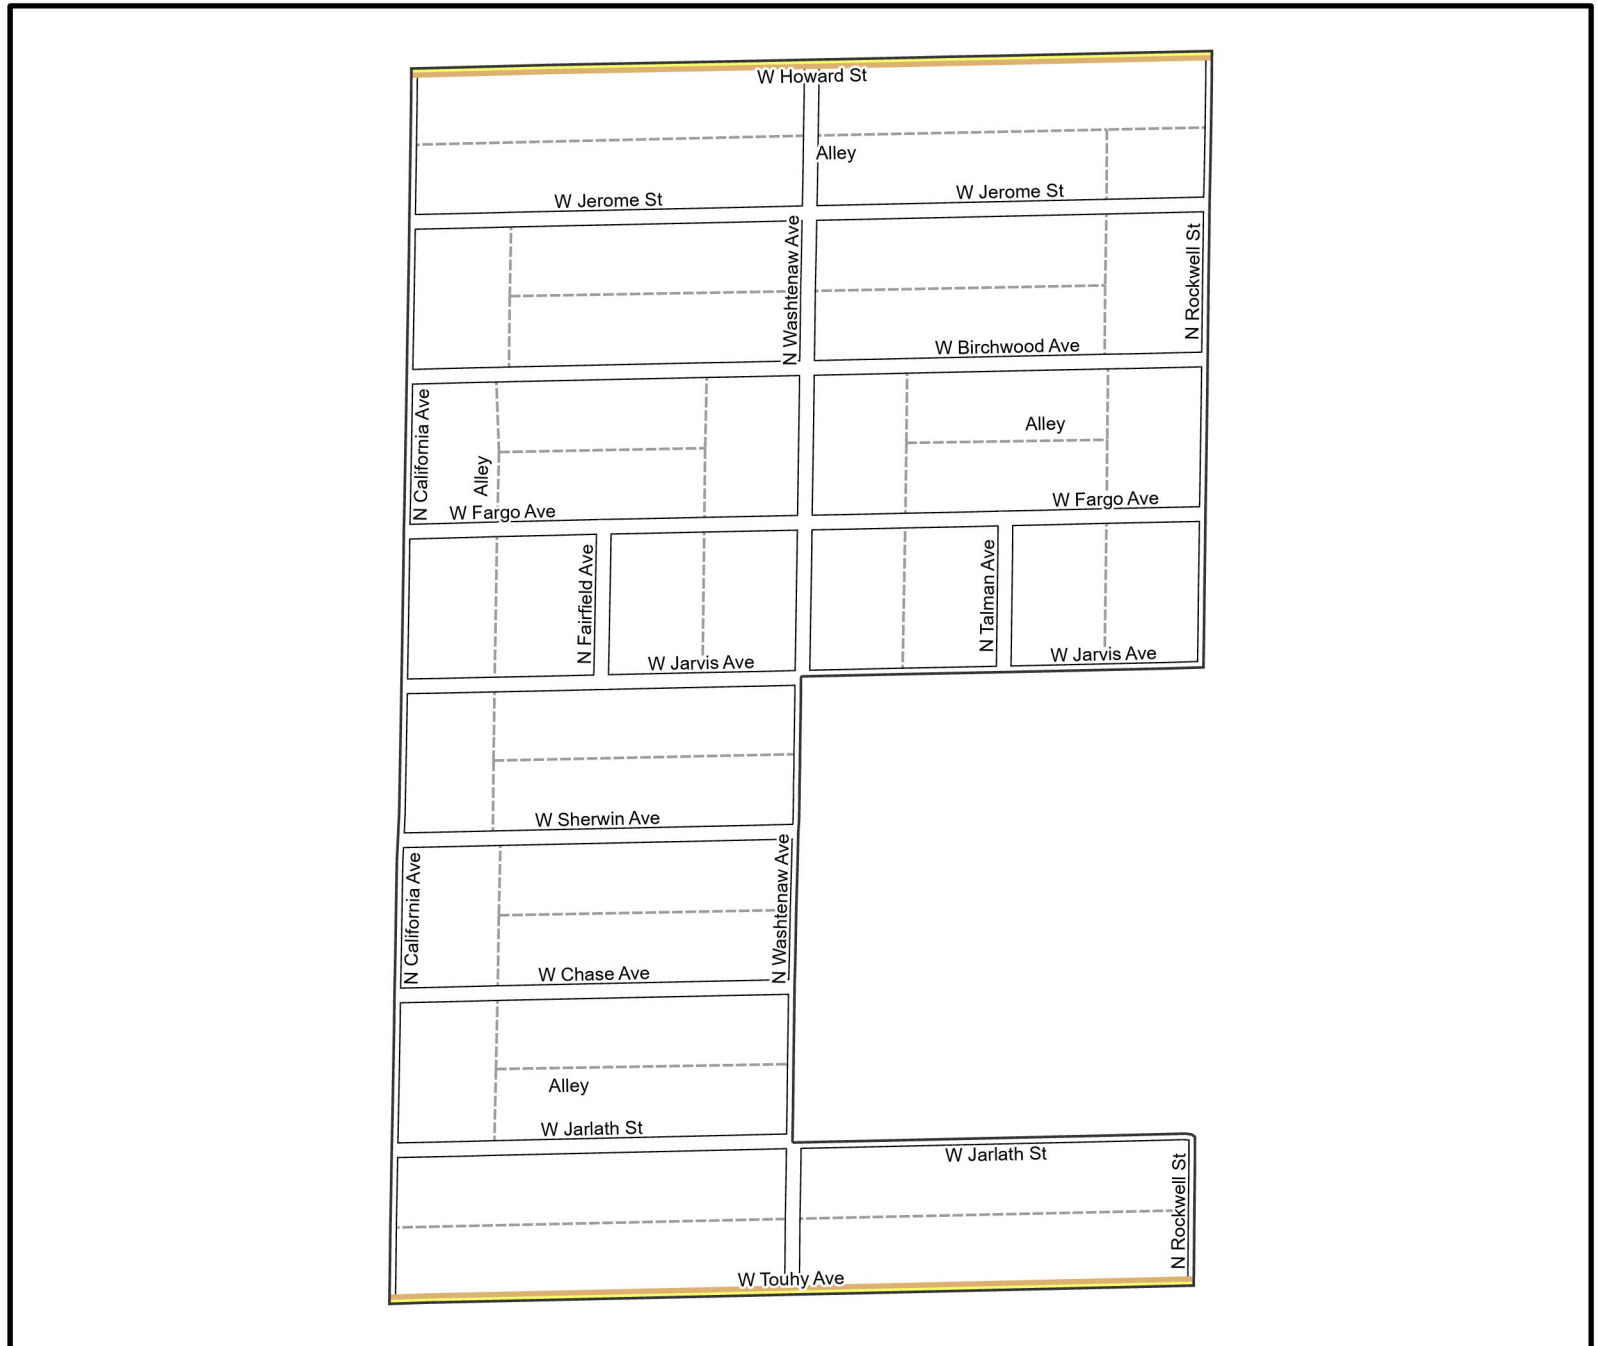 W Howard St
Alley
W Jerome St
W Jerome St
N Washtenaw Ave
N Rockwell St
W Birchwood Ave
N California Ave
Alley
Alley
W Fargo Ave
W Fargo Ave
N Fairfield Ave
N Talman Ave
W Jarvis Ave
W Jarvis Ave
W Sherwin Ave
N California Ave
N Washtenaw Ave
W Chase Ave
Alley
W Jarlath St
W Jarlath St
N Rockwell St
W Touhy Ave